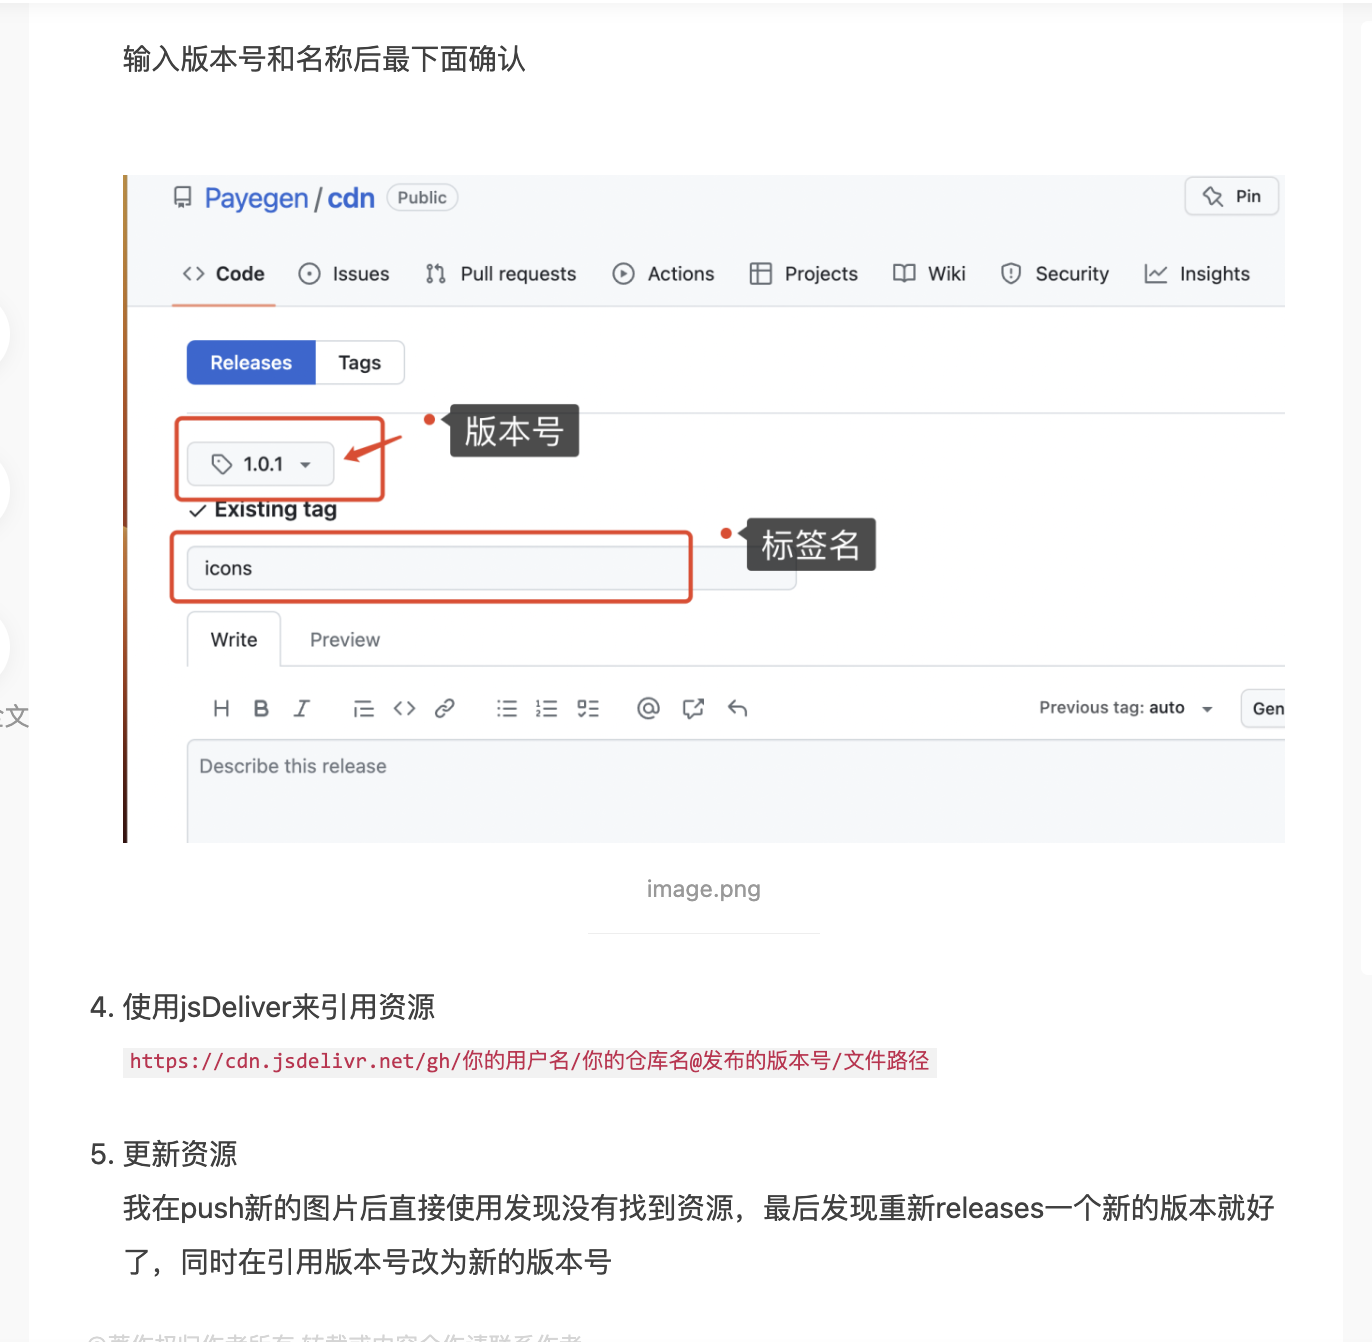 输入版本号和名称后最下面确认
Payegen / cdn Public Pin
Code Issues Pull requests Actions Projects Wiki Security Insights
Releases Tags
版本号
1.0.1
Existing tag
标签名
icons
Write Preview
H B I @ Previous tag: auto Gen
Describe this release
image.png
4. 使用jsDeliver来引用资源
https://cdn.jsdelivr.net/gh/你的用户名/你的仓库名@发布的版本号/文件路径
5. 更新资源
我在push新的图片后直接使用发现没有找到资源，最后发现重新releases一个新的版本就好
了，同时在引用版本号改为新的版本号
文